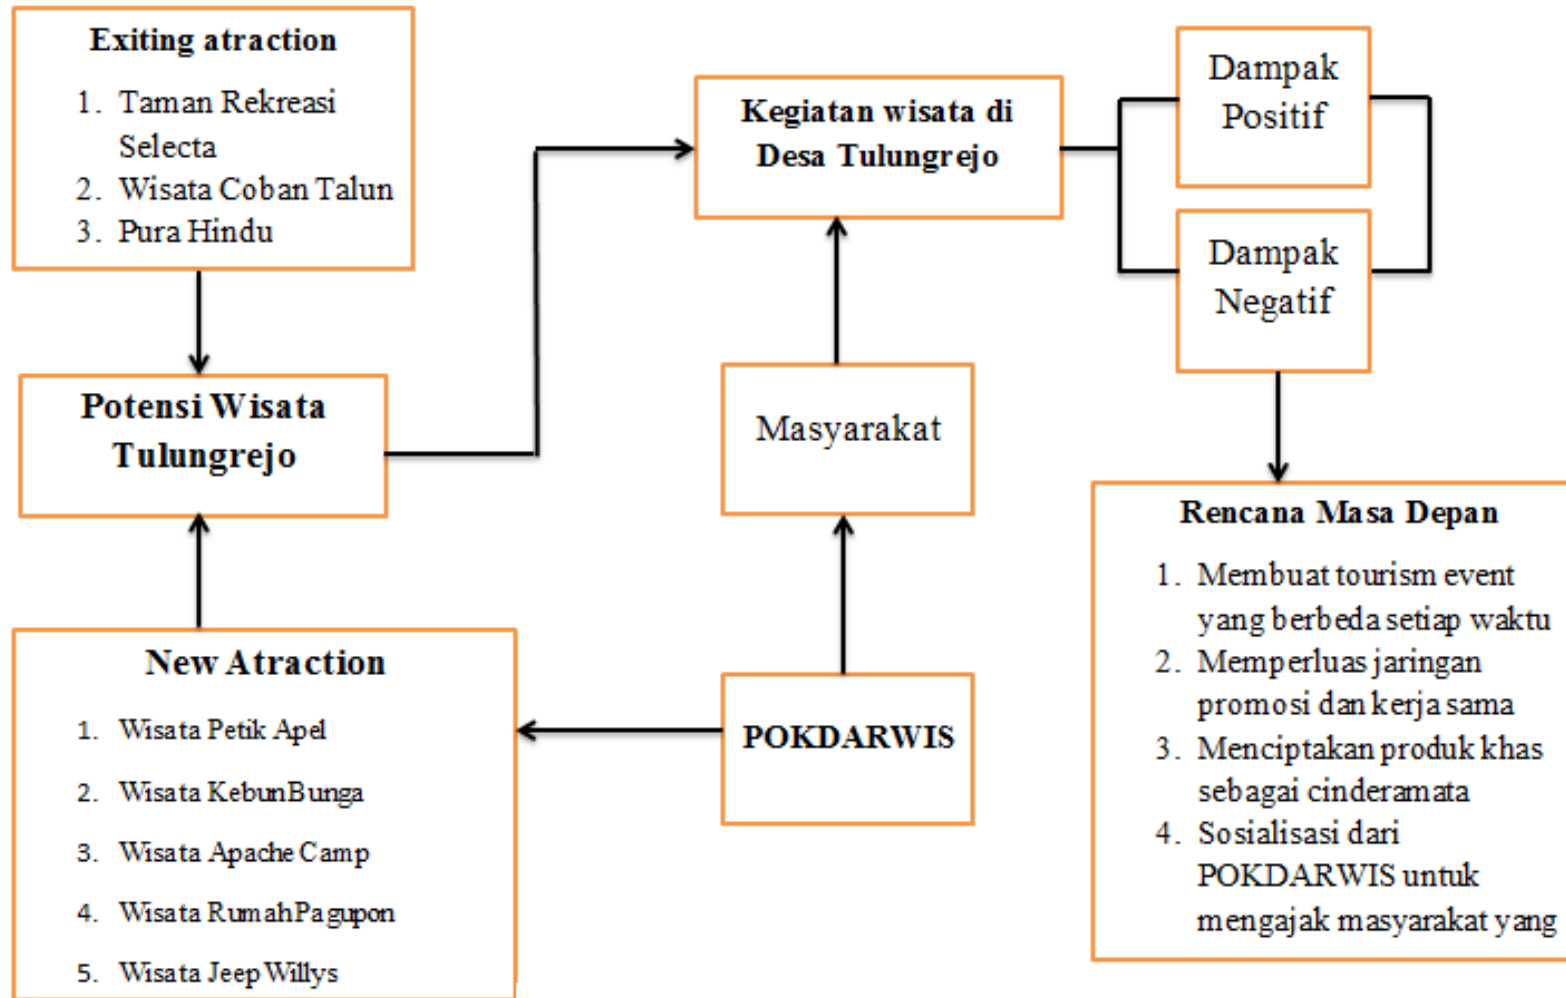 Exiting atraction
1. Taman Rekreasi
Selecta
2. Wisata Coban Talun
3. Pura Hindu
Potensi Wisata
Tulungrejo
New Atraction
1. Wisata Petik Apel
2. Wisata Kebun Bunga
3. Wisata Apache Camp
4. Wisata Rumah Pagupon
5. Wisata Jeep Willys
Kegiatan wisata di
Desa Tulungrejo
Masyarakat
POKDARWIS
Dampak
Positif
Dampak
Negatif
Rencana Masa Depan
1. Membuat tourism event
yang berbeda setiap waktu
2. Memperluas jaringan
promosi dan kerja sama
3. Menciptakan produk khas
sebagai cinderamata
4. Sosialisasi dari
POKDARWIS untuk
mengajak masyarakat yang